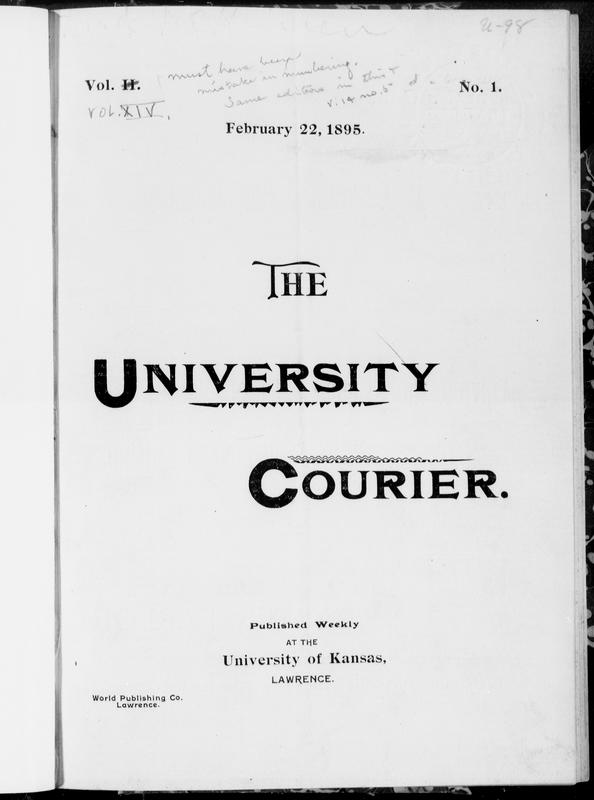 U-98
must have been
Vol. II.
mistake in numbering.
No. 1.
Same editors in this +
VOL. XIV.
v. 14 no. 5
February 22, 1895.
THE
UNIVERSITY
COURIER.
Published Weekly
AT THE
University of Kansas,
LAWRENCE.
World Publishing Co.
Lawrence.